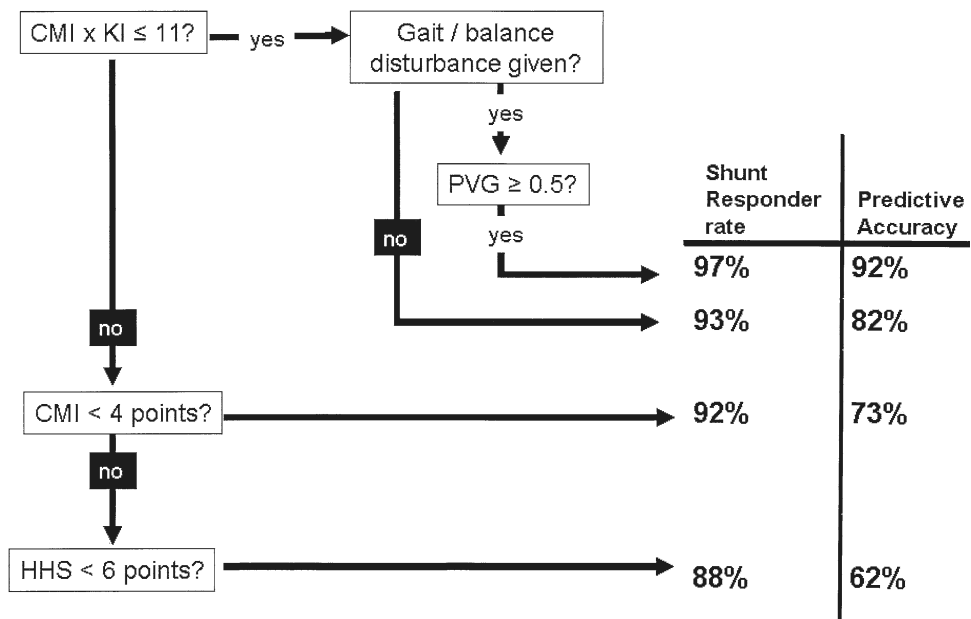 CMI x KI ≤ 11?
yes
Gait / balance
disturbance given?
yes
PVG ≥ 0.5?
yes
no
Shunt
Responder
rate
Predictive
Accuracy
97%
92%
93%
82%
no
CMI < 4 points?
92%
73%
no
HHS < 6 points?
88%
62%